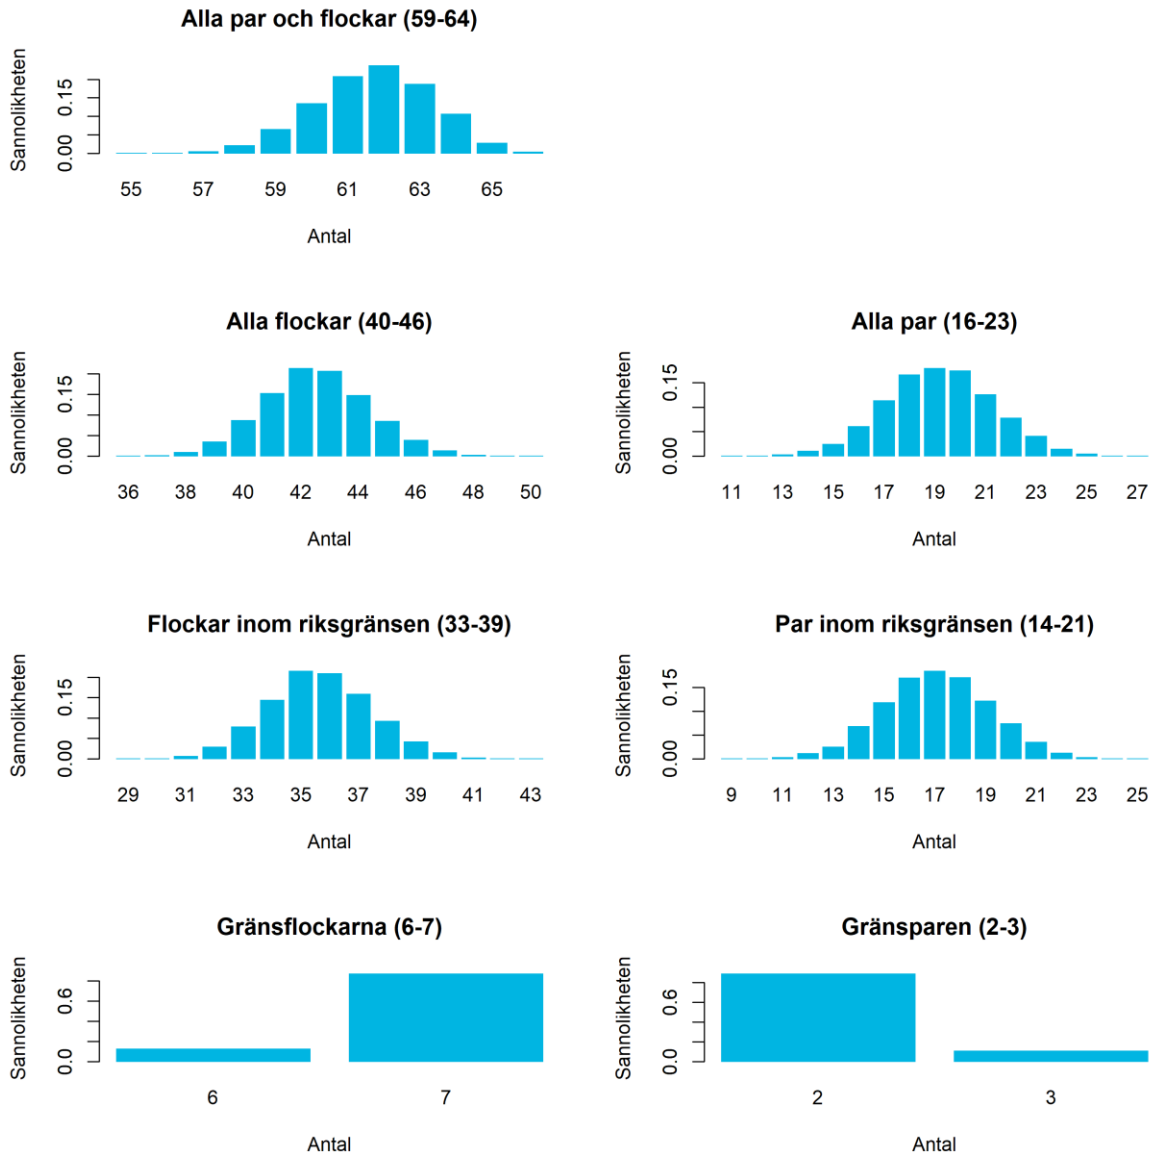 Alla par och flockar (59-64)
Sannolikheten
0.00 0.15
55 57 59 61 63 65
Antal
Alla flockar (40-46)
Sannolikheten
0.00 0.15
36 38 40 42 44 46 48 50
Antal
Alla par (16-23)
Sannolikheten
0.00 0.15
11 13 15 17 19 21 23 25 27
Antal
Flockar inom riksgränsen (33-39)
Sannolikheten
0.00 0.15
29 31 33 35 37 39 41 43
Antal
Par inom riksgränsen (14-21)
Sannolikheten
0.00 0.15
9 11 13 15 17 19 21 23 25
Antal
Gränsflockarna (6-7)
Sannolikheten
0.0 0.6
6 7
Antal
Gränsparen (2-3)
Sannolikheten
0.0 0.6
2 3
Antal